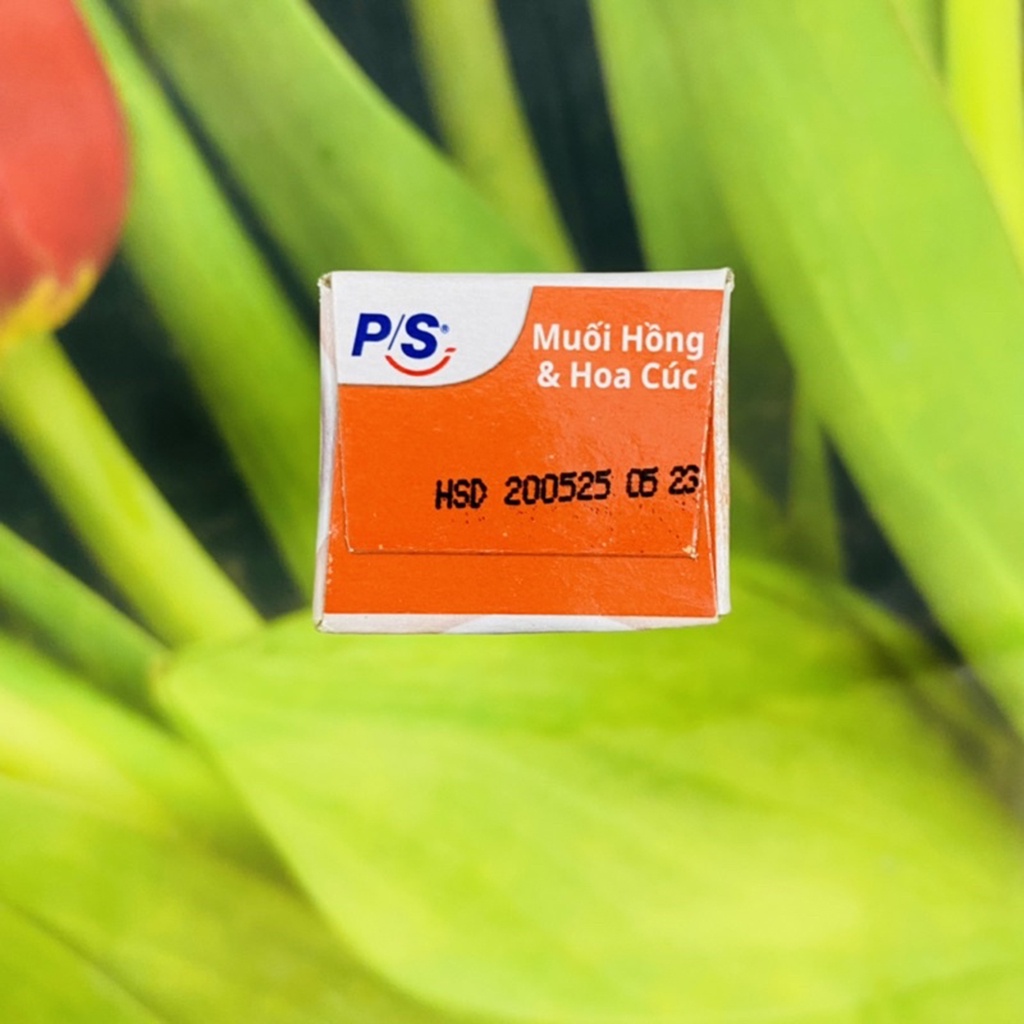 P/S®
Muối Hồng
& Hoa Cúc
HSD 200525 05 23